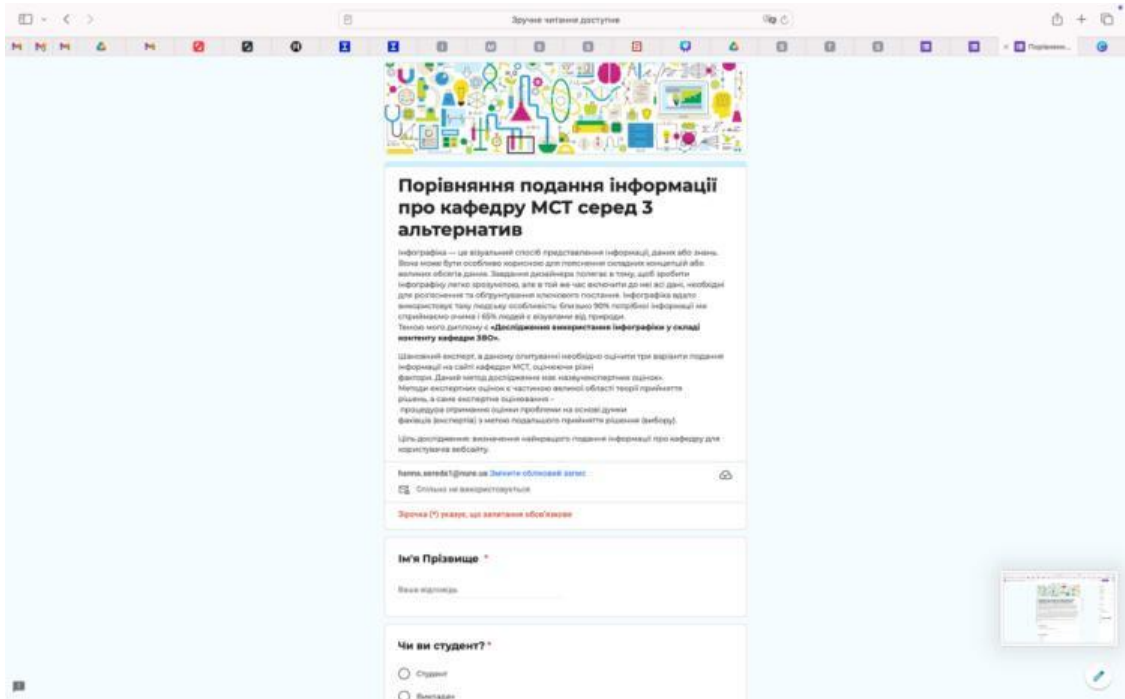 Зручне читання доступне
Порівняння подання інформації
про кафедру МСТ серед 3
альтернатив
Інфографіка — це візуальний спосіб представлення інформації, даних або знань.
Вона може бути особливо корисною для пояснення складних концепцій або
великих обсягів даних. Завдання дизайнера полягає в тому, щоб зробити
інфографіку легко зрозумілою, але в той же час включити до неї всі дані, необхідні
для роз'яснення та обґрунтування ключового постання. Інфографіка вдало
використовує таку людську особливість: близько 90% потрібної інформації ми
сприймаємо очима і 65% людей є візуалами від природи.
Темою мого диплому є «Дослідження використання інфографіки у складі
контенту кафедри ЗВО».
Шановний експерт, в даному опитуванні необхідно оцінити три варіанти подання
інформації на сайті кафедри МСТ, оцінюючи різні
фактори. Даний метод дослідження має
Методи експертних оцінок є частиною великої області теорії прийняття
рішень, а саме експертне оцінювання –
процедура отримання оцінки проблеми на основі думки
фахівців (експертів) з метою подальшого прийняття рішення (вибору).
Ціль дослідження: визначення найкращого подання інформації про кафедру для
користувачів вебсайту.
Змінити обліковий запис
Спільно не використовується
Зірочка (*) указує, що запитання обов'язкове
Ім'я Прізвище *
Ваша відповідь
Чи ви студент? *
Студент
Викладач